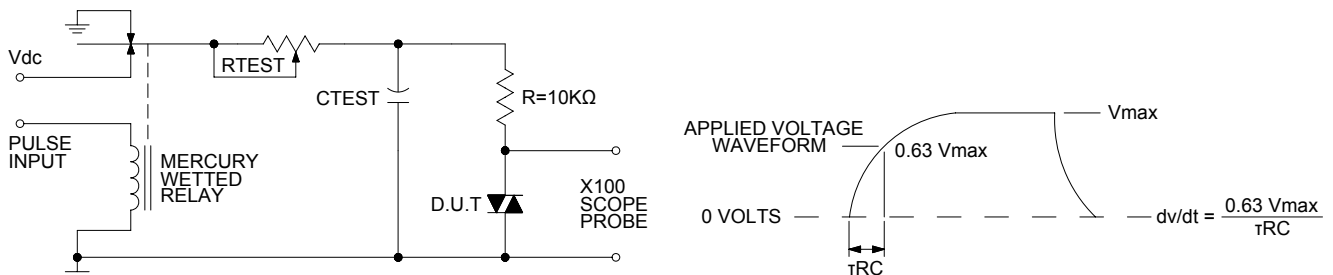 Vdc
RTEST
CTEST
R=10KΩ
PULSE
INPUT
MERCURY
WETTED
RELAY
D.U.T
X100
SCOPE
PROBE
APPLIED VOLTAGE
WAVEFORM
0.63 Vmax
Vmax
0 VOLTS
dv/dt = 0.63 Vmax
τRC
τRC